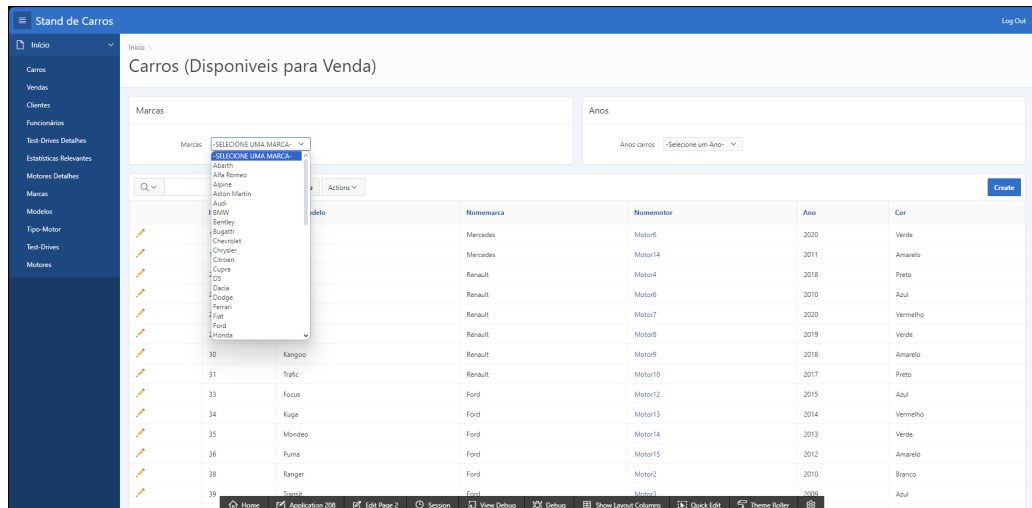 Stand de Carros
Log Out
Início
Carros
Vendas
Clientes
Funcionários
Test-Drives Detalhes
Estatísticas Relevantes
Motores Detalhes
Marcas
Modelos
Tipo-Motor
Test-Drives
Motores
Início \
Carros (Disponiveis para Venda)
Marcas
Marcas -SELECIONE UMA MARCA-
-SELECIONE UMA MARCA-
Abarth
Alfa Romeo
Alpine
Aston Martin
Audi
BMW
Bentley
Bugatti
Chevrolet
Chrysler
Citroen
Cupra
DS
Dacia
Dodge
Ferrari
Fiat
Ford
Honda
Anos
Anos carros -Selecione um Ano-
Actions
Create
Nomemarca Nomemotor Ano Cor
Mercedes Motor6 2020 Verde
Mercedes Motor14 2011 Amarelo
Renault Motor4 2018 Preto
Renault Motor6 2010 Azul
Renault Motor7 2020 Vermelho
Renault Motor8 2019 Verde
30 Kangoo Renault Motor9 2018 Amarelo
31 Trafic Renault Motor10 2017 Preto
33 Focus Ford Motor12 2015 Azul
34 Kuga Ford Motor13 2014 Vermelho
35 Mondeo Ford Motor14 2013 Verde
36 Puma Ford Motor15 2012 Amarelo
38 Ranger Ford Motor2 2010 Branco
39 Transit Ford Motor3 2009 Azul
Home Application 208 Edit Page 2 Session View Debug Debug Show Layout Columns Quick Edit Theme Roller